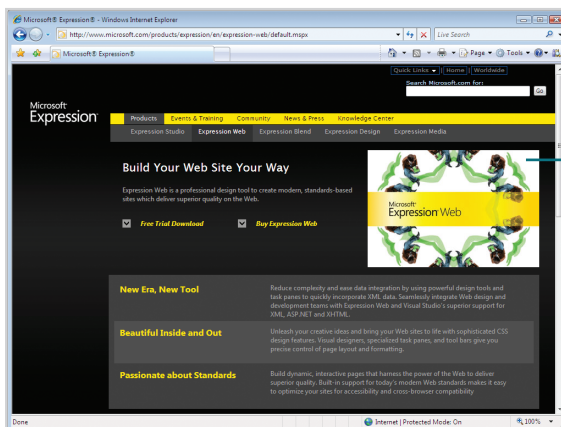 Microsoft® Expression® - Windows Internet Explorer
http://www.microsoft.com/products/expression/en/expression-web/default.mspx
Live Search
Microsoft® Expression®
Page
Tools
Quick Links | Home | Worldwide
Search Microsoft.com for:
Go
Microsoft
Expression
Products Events & Training Community News & Press Knowledge Center
Expression Studio Expression Web Expression Blend Expression Design Expression Media
Build Your Web Site Your Way
Expression Web is a professional design tool to create modern, standards-based
sites which deliver superior quality on the Web.
Free Trial Download Buy Expression Web
Microsoft
Expression Web
New Era, New Tool
Reduce complexity and ease data integration by using powerful design tools and
task panes to quickly incorporate XML data. Seamlessly integrate Web design and
development teams with Expression Web and Visual Studio's superior support for
XML, ASP.NET and XHTML.
Beautiful Inside and Out
Unleash your creative ideas and bring your Web sites to life with sophisticated CSS
design features. Visual designers, specialized task panes, and tool bars give you
precise control of page layout and formatting.
Passionate about Standards
Build dynamic, interactive pages that harness the power of the Web to deliver
superior quality. Built-in support for today's modern Web standards makes it easy
to optimize your sites for accessibility and cross-browser compatibility
Done
Internet | Protected Mode: On
100%